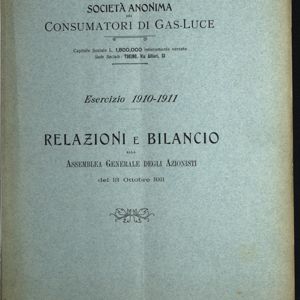 SOCIETÀ ANONIMA
DEI
CONSUMATORI DI GAS-LUCE
Capitale Sociale L. 1,800,000 interamente versato
Sede Sociale: TORINO, Via Alfieri, 13
Esercizio 1910-1911
RELAZIONI E BILANCIO
ALLA
ASSEMBLEA GENERALE DEGLI AZIONISTI
del 18 Ottobre 1911